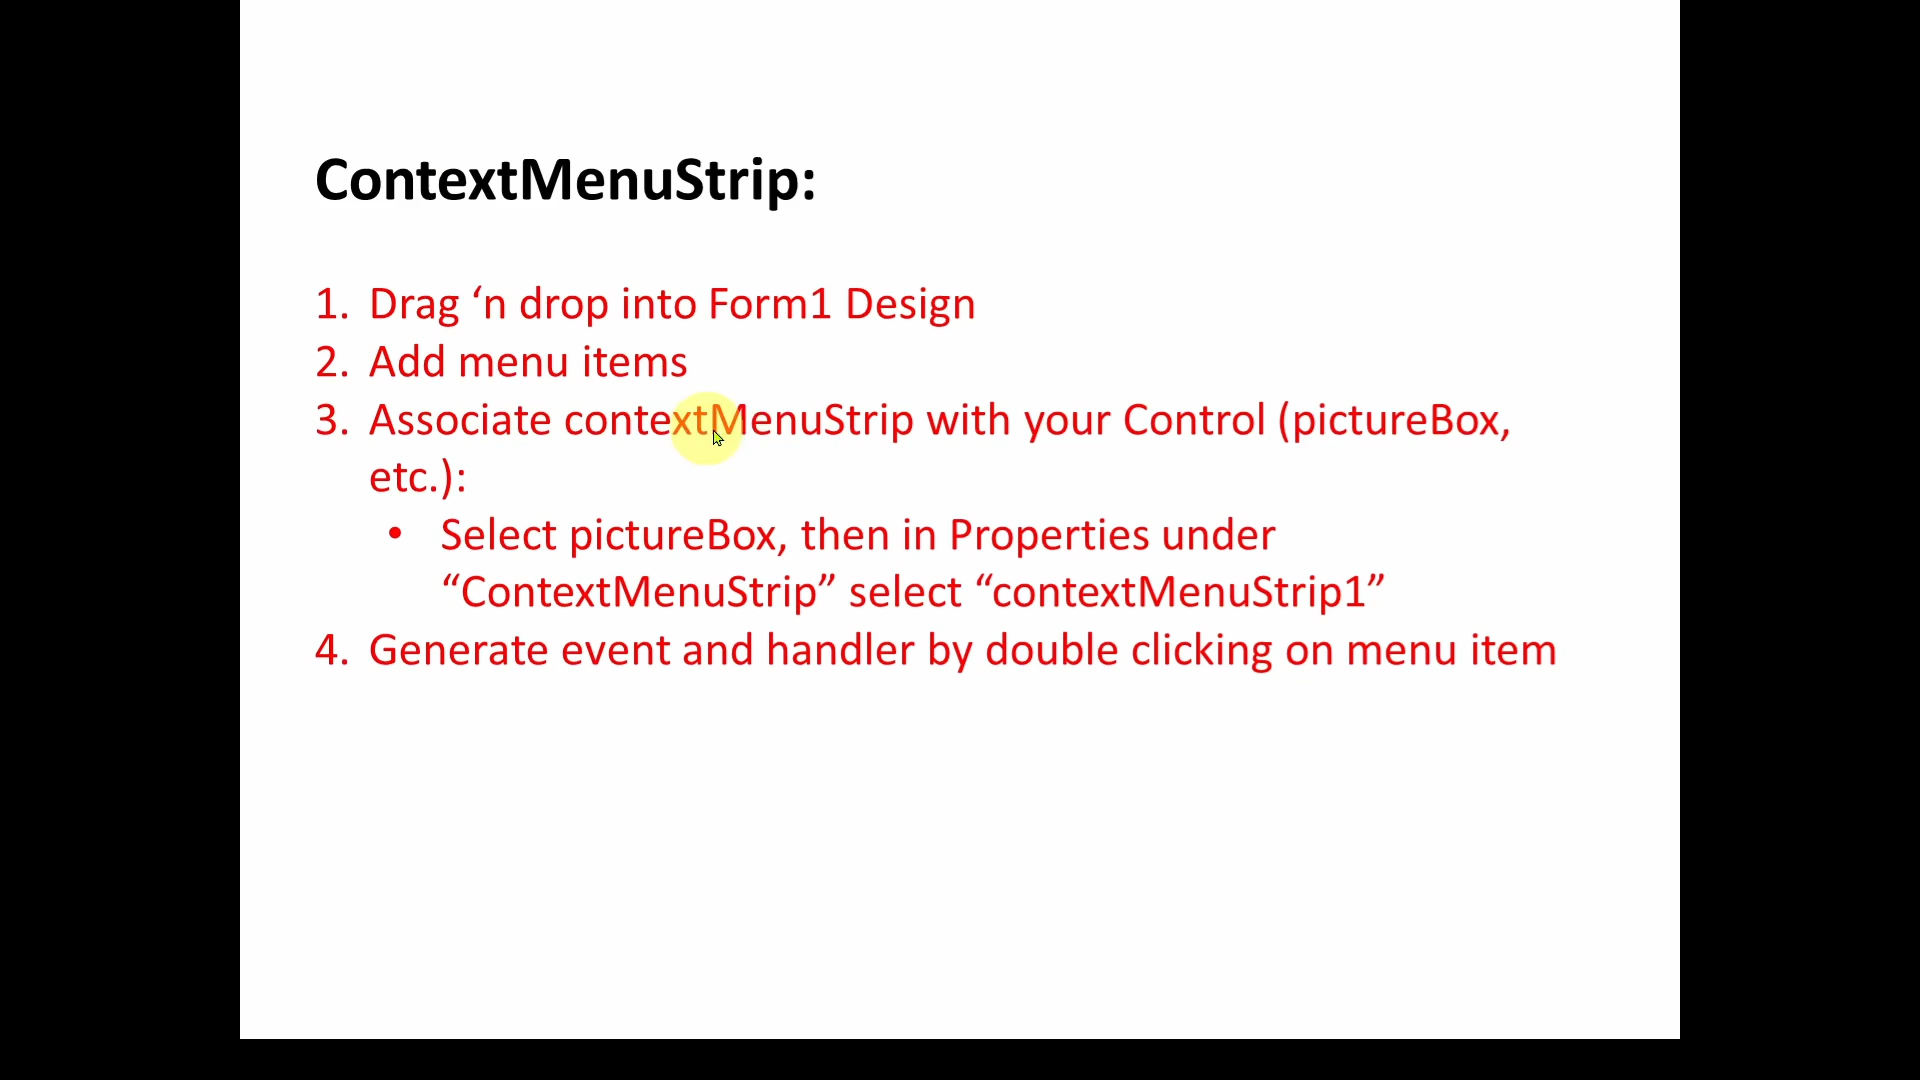 ContextMenuStrip:
1. Drag ‘n drop into Form1 Design
2. Add menu items
3. Associate contextMenuStrip with your Control (pictureBox,
etc.):
• Select pictureBox, then in Properties under
“ContextMenuStrip” select “contextMenuStrip1”
4. Generate event and handler by double clicking on menu item